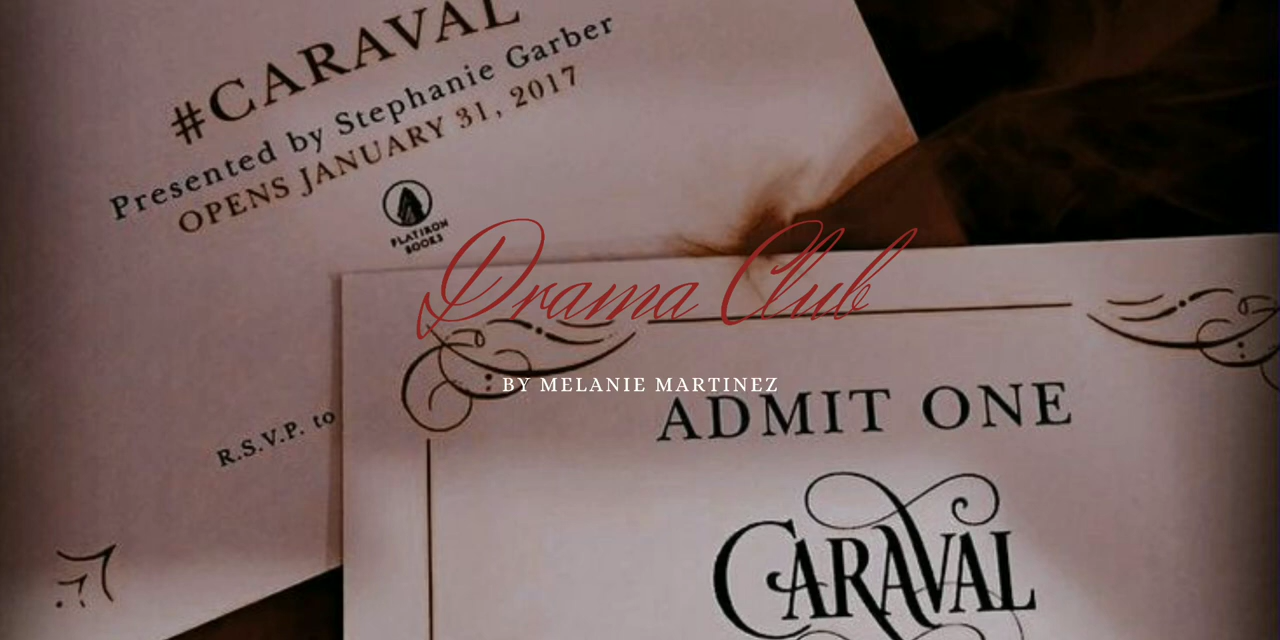 #CARAVAL
Presented by Stephanie Garber
OPENS JANUARY 31, 2017
FLATIRON
BOOKS
R.S.V.P. to
Drama Club
BY MELANIE MARTINEZ
ADMIT ONE
CARAVAL